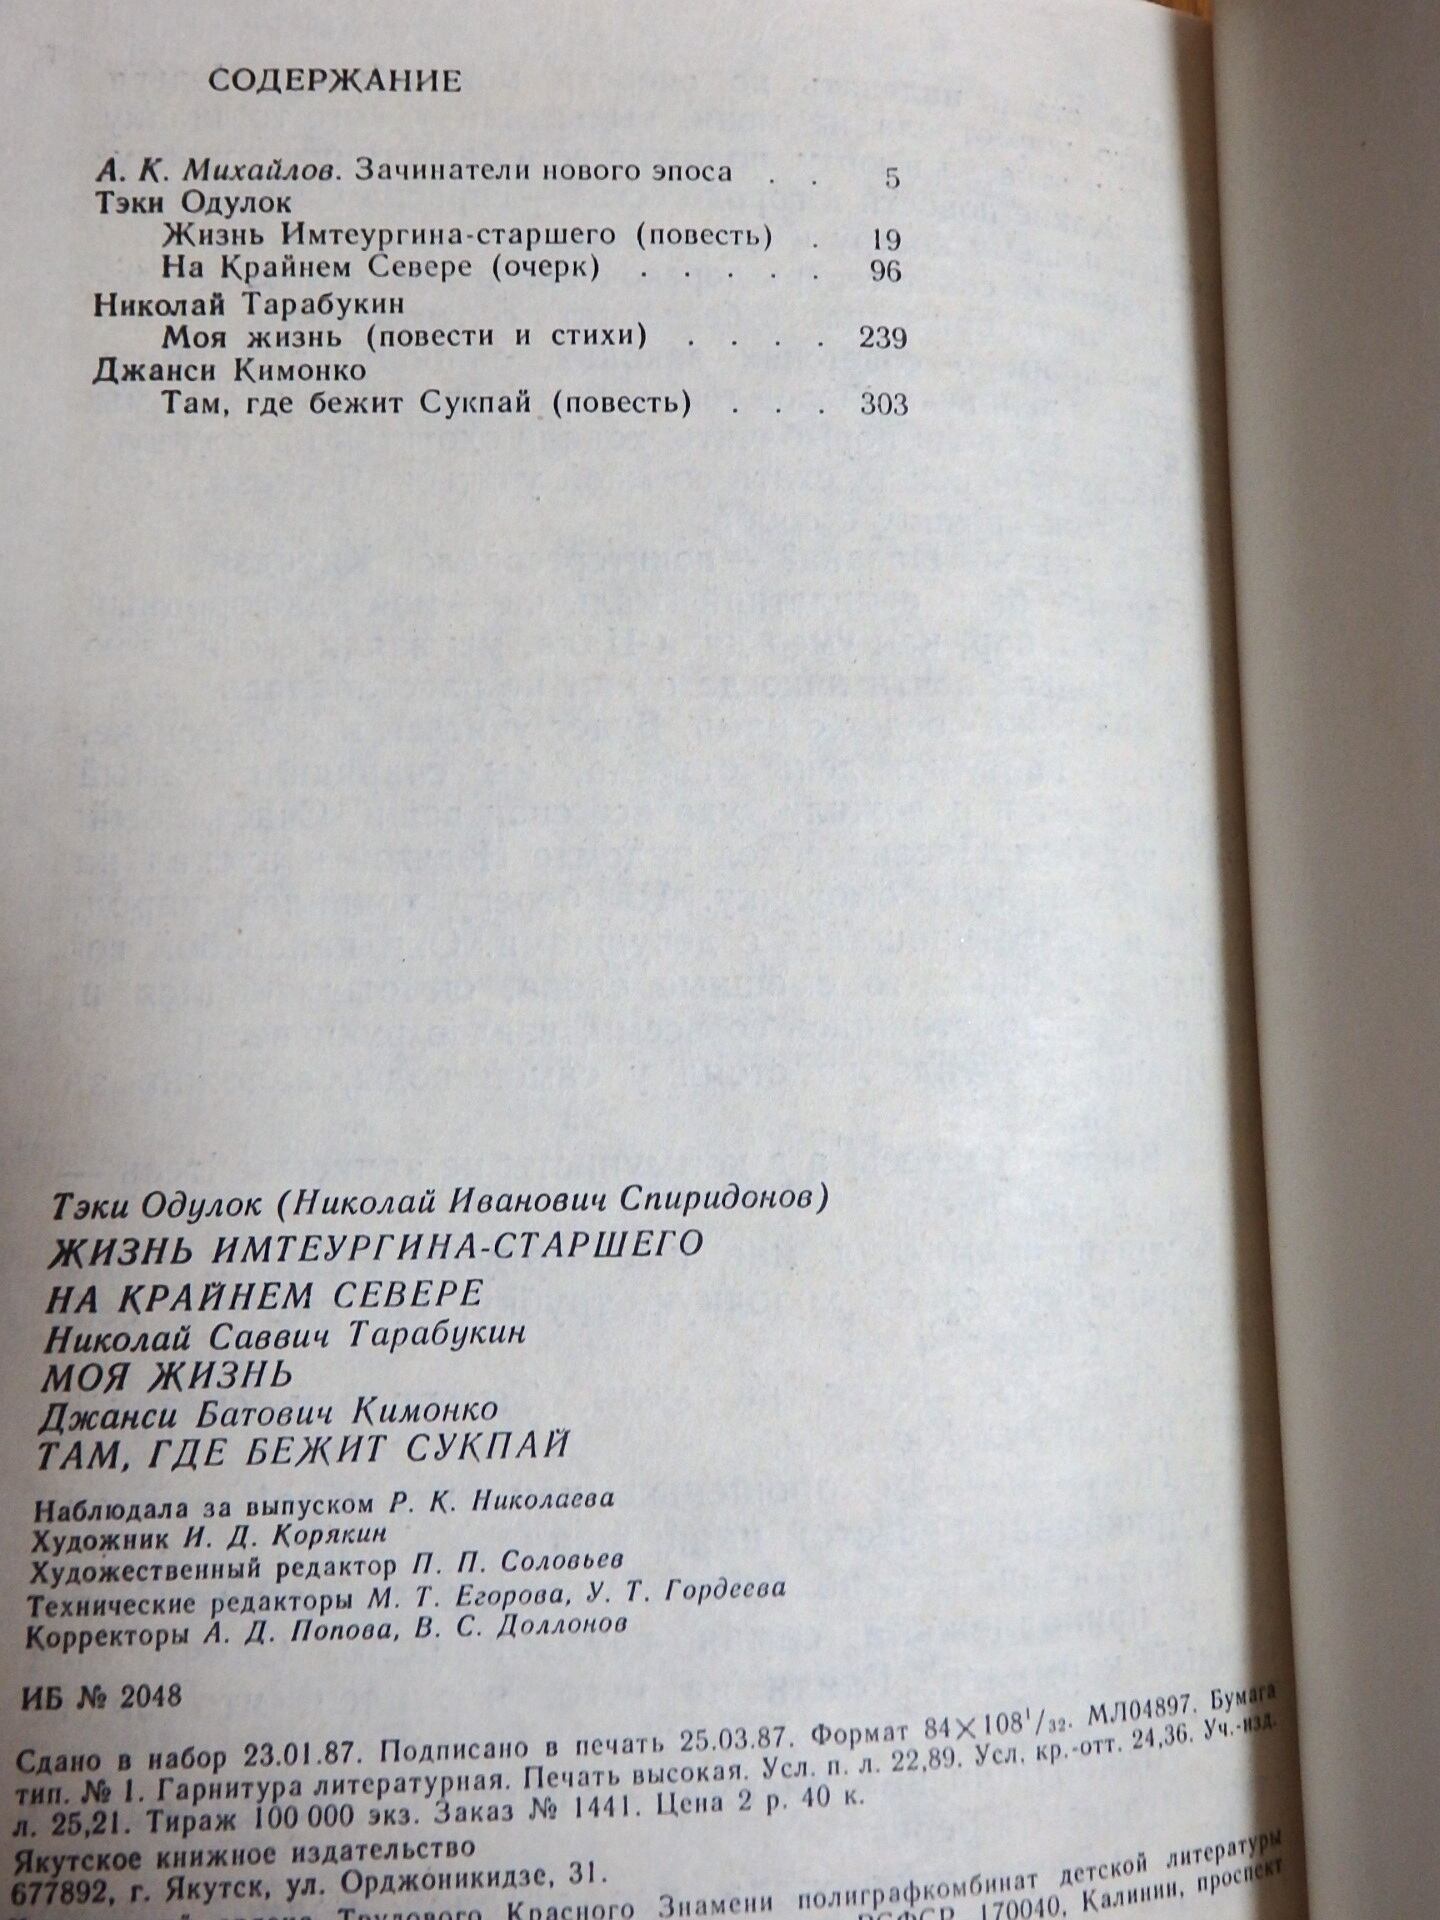 СОДЕРЖАНИЕ
А. К. Михайлов. Зачинатели нового эпоса . . 5
Тэки Одулок
Жизнь Имтеургина-старшего (повесть) . 19
На Крайнем Севере (очерк) . . . . . 96
Николай Тарабукин
Моя жизнь (повести и стихи) . . . . 239
Джанси Кимонко
Там, где бежит Сукпай (повесть) . . . 303
Тэки Одулок (Николай Иванович Спиридонов)
ЖИЗНЬ ИМТЕУРГИНА-СТАРШЕГО
НА КРАЙНЕМ СЕВЕРЕ
Николай Саввич Тарабукин
МОЯ ЖИЗНЬ
Джанси Батович Кимонко
ТАМ, ГДЕ БЕЖИТ СУКПАЙ
Наблюдала за выпуском Р. К. Николаева
Художник И. Д. Корякин
Художественный редактор П. П. Соловьев
Технические редакторы М. Т. Егорова, У. Т. Гордеева
Корректоры А. Д. Попова, В. С. Доллонов
ИБ № 2048
Сдано в набор 23.01.87. Подписано в печать 25.03.87. Формат 84×108¹/₃₂. МЛ04897. Бумага
тип. № 1. Гарнитура литературная. Печать высокая. Усл. п. л. 22,89. Усл. кр.-отт. 24,36. Уч.-изд.
л. 25,21. Тираж 100 000 экз. Заказ № 1441. Цена 2 р. 40 к.
Якутское книжное издательство
677892, г. Якутск, ул. Орджоникидзе, 31.
Трудового Красного Знамени полиграфкомбинат детской литературы
РСФСР. 170040, Калинин, проспект